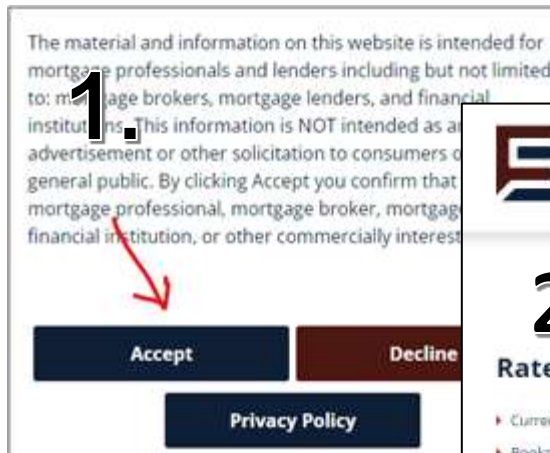 The material and information on this website is intended for
mortgage professionals and lenders including but not limited
to: mortgage brokers, mortgage lenders, and financial
This information is NOT intended as
advertisement or other solicitation to consumers
general public. By clicking Accept you confirm that
mortgage professional, mortgage broker,
financial institution, or other commercially
1.
Accept
Decline
Privacy Policy
2
Rate